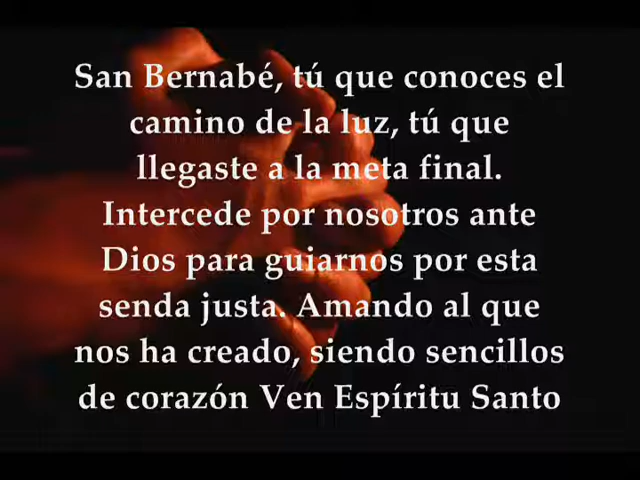 San Bernabé, tú que conoces el
camino de la luz, tú que
llegaste a la meta final.
Intercede por nosotros ante
Dios para guiarnos por esta
senda justa. Amando al que
nos ha creado, siendo sencillos
de corazón Ven Espíritu Santo